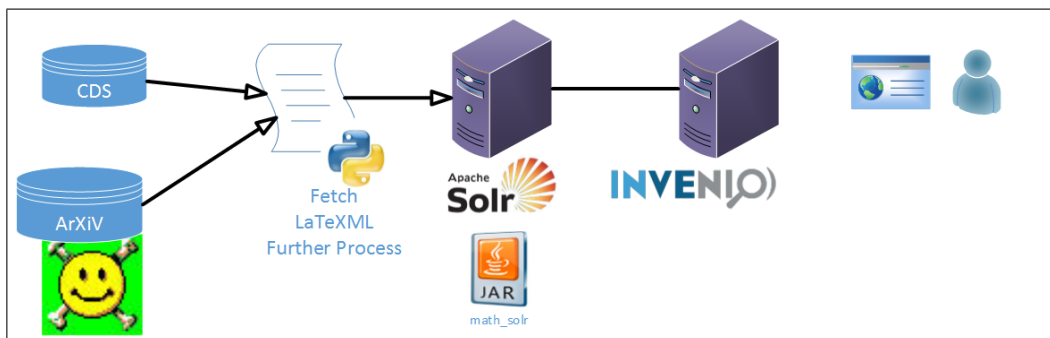 CDS
ArXiV
Fetch
LaTeXML
Further Process
Apache
Solr
JAR
math_solr
INVENIO